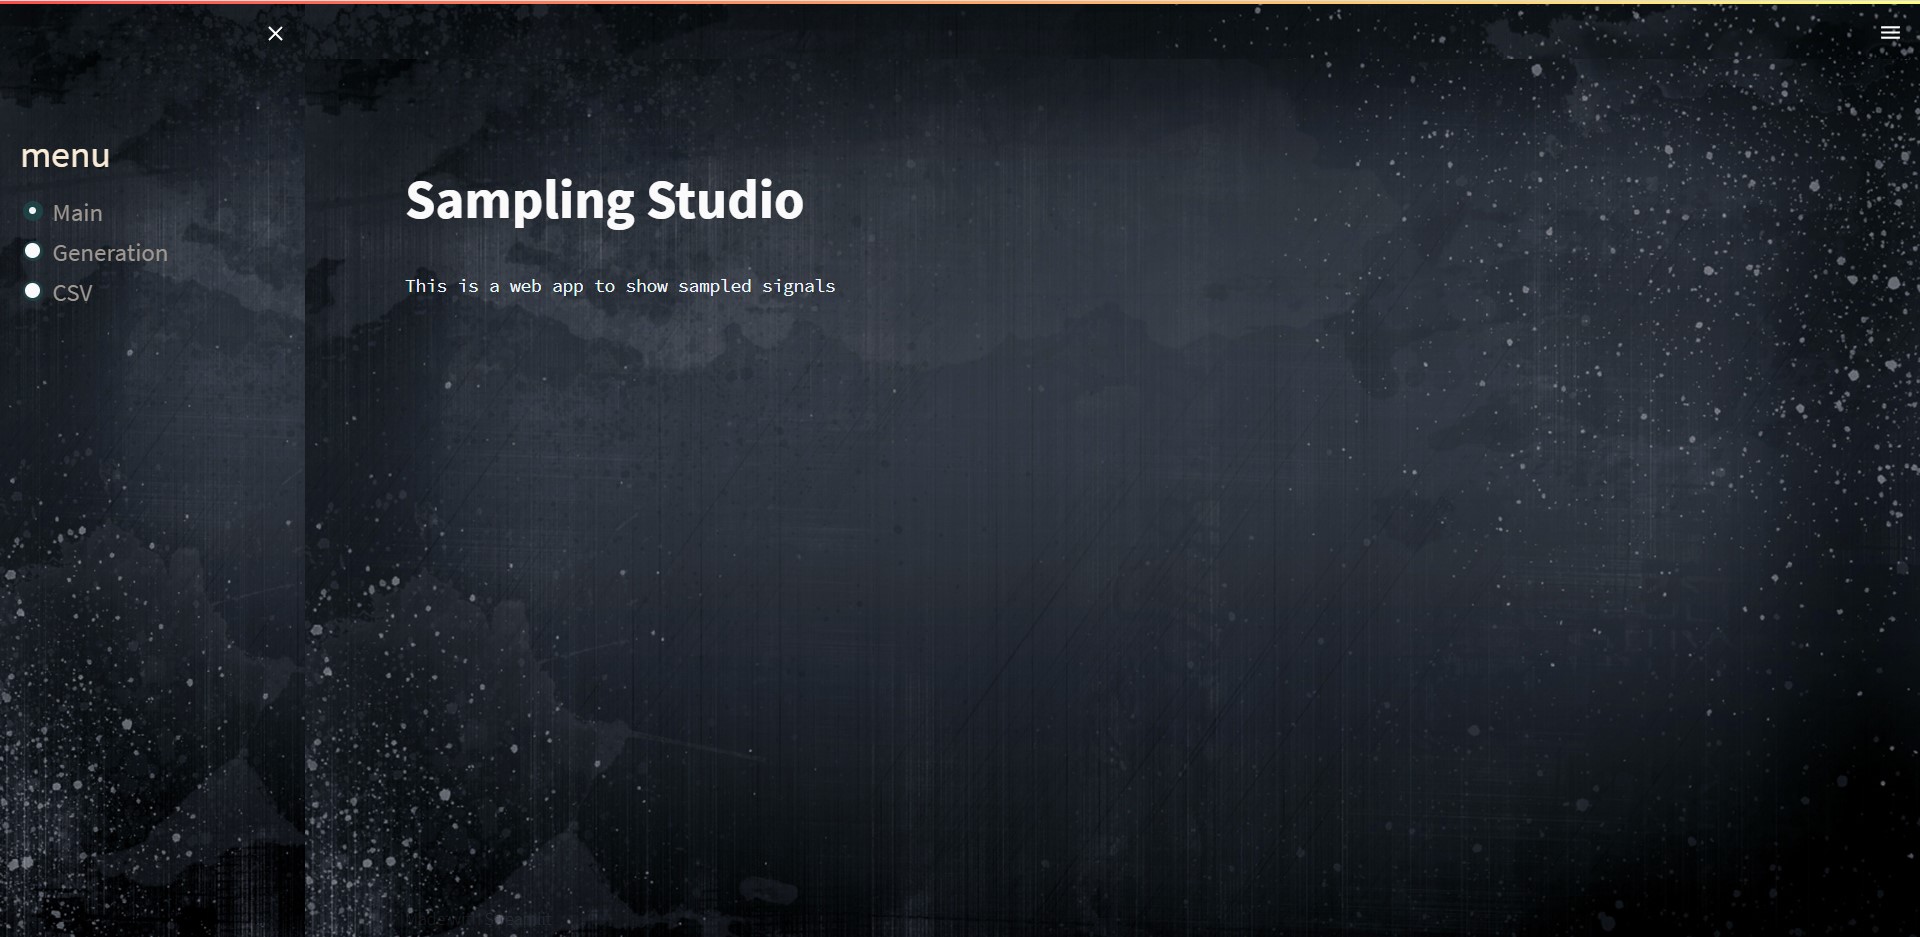 menu
Main
Generation
CSV
Sampling Studio
This is a web app to show sampled signals